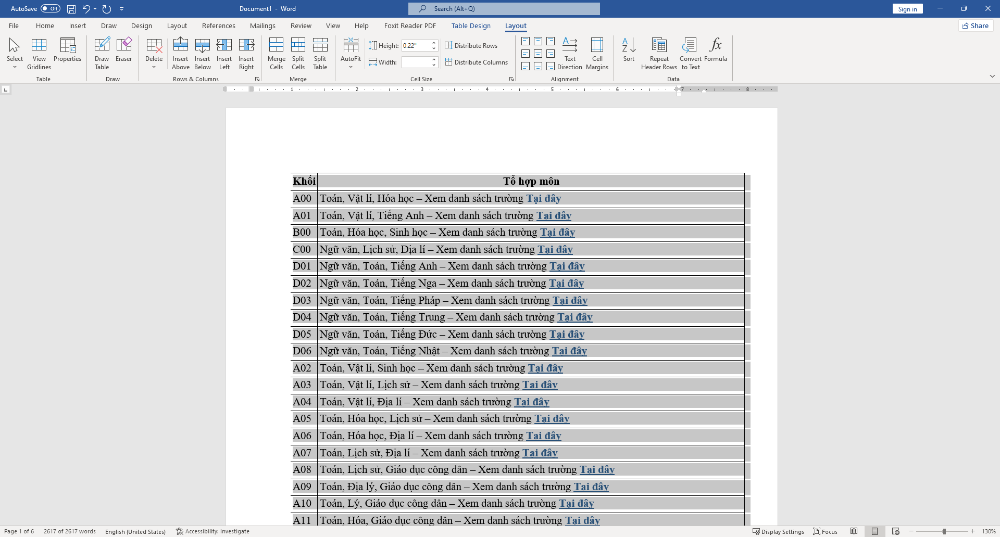 AutoSave Off Document1 - Word Search (Alt+Q) Sign in
File Home Insert Draw Design Layout References Mailings Review View Help Foxit Reader PDF Table Design Layout Share
Select View Gridlines Properties Draw Table Eraser Delete Insert Above Insert Below Insert Left Insert Right Merge Cells Split Cells Split Table AutoFit Height: 0.22" Width: Distribute Rows Distribute Columns Text Direction Cell Margins Sort Repeat Header Rows Convert to Text Formula
Table Draw Rows & Columns Merge Cell Size Alignment Data
1 2 3 4 5 6 7 8
Khối Tổ hợp môn
A00 Toán, Vật lí, Hóa học – Xem danh sách trường Tại đây
A01 Toán, Vật lí, Tiếng Anh – Xem danh sách trường Tại đây
B00 Toán, Hóa học, Sinh học – Xem danh sách trường Tại đây
C00 Ngữ văn, Lịch sử, Địa lí – Xem danh sách trường Tại đây
D01 Ngữ văn, Toán, Tiếng Anh – Xem danh sách trường Tại đây
D02 Ngữ văn, Toán, Tiếng Nga – Xem danh sách trường Tại đây
D03 Ngữ văn, Toán, Tiếng Pháp – Xem danh sách trường Tại đây
D04 Ngữ văn, Toán, Tiếng Trung – Xem danh sách trường Tại đây
D05 Ngữ văn, Toán, Tiếng Đức – Xem danh sách trường Tại đây
D06 Ngữ văn, Toán, Tiếng Nhật – Xem danh sách trường Tại đây
A02 Toán, Vật lí, Sinh học – Xem danh sách trường Tại đây
A03 Toán, Vật lí, Lịch sử – Xem danh sách trường Tại đây
A04 Toán, Vật lí, Địa lí – Xem danh sách trường Tại đây
A05 Toán, Hóa học, Lịch sử – Xem danh sách trường Tại đây
A06 Toán, Hóa học, Địa lí – Xem danh sách trường Tại đây
A07 Toán, Lịch sử, Địa lí – Xem danh sách trường Tại đây
A08 Toán, Lịch sử, Giáo dục công dân – Xem danh sách trường Tại đây
A09 Toán, Địa lý, Giáo dục công dân – Xem danh sách trường Tại đây
A10 Toán, Lý, Giáo dục công dân – Xem danh sách trường Tại đây
A11 Toán, Hóa, Giáo dục công dân – Xem danh sách trường Tại đây
Page 1 of 6 2617 of 2617 words English (United States) Accessibility: Investigate Display Settings Focus 130%